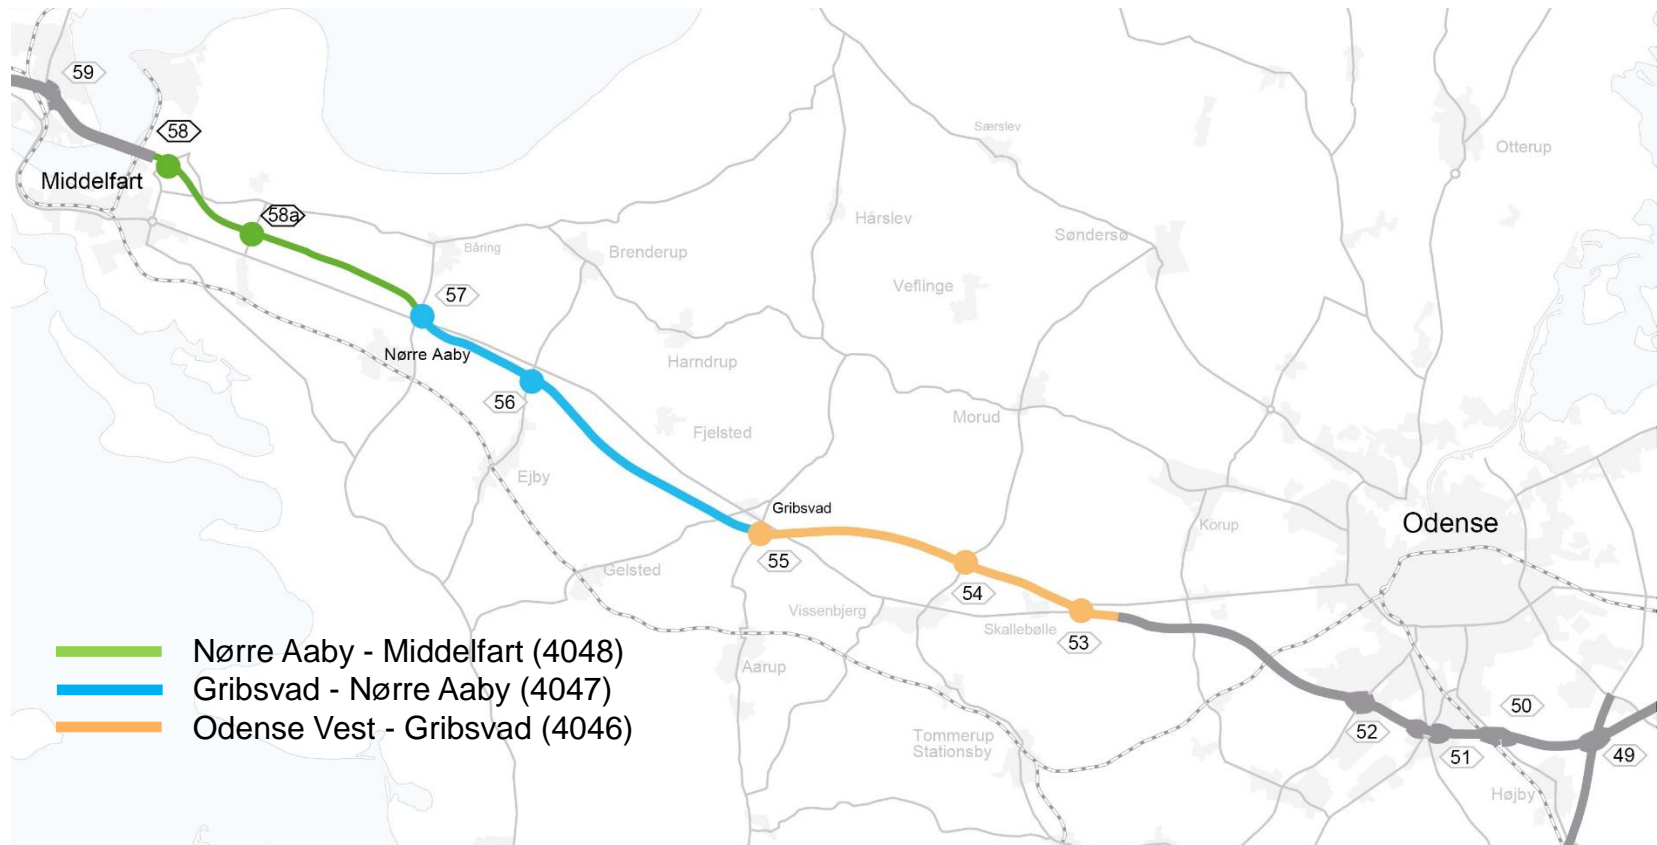 59
58
Særslev
Otterup
Middelfart
58a
Hårslev
Søndersø
Båring
Brenderup
Veflinge
57
Nørre Aaby
Harndrup
56
Morud
Fjelsted
Ejby
Gribsvad
Korup
Odense
55
Gelsted
54
Vissenbjerg
Skallebølle
53
Aarup
Nørre Aaby - Middelfart (4048)
Gribsvad - Nørre Aaby (4047)
Odense Vest - Gribsvad (4046)
50
52
Tommerup
Stationsby
51
49
Højby